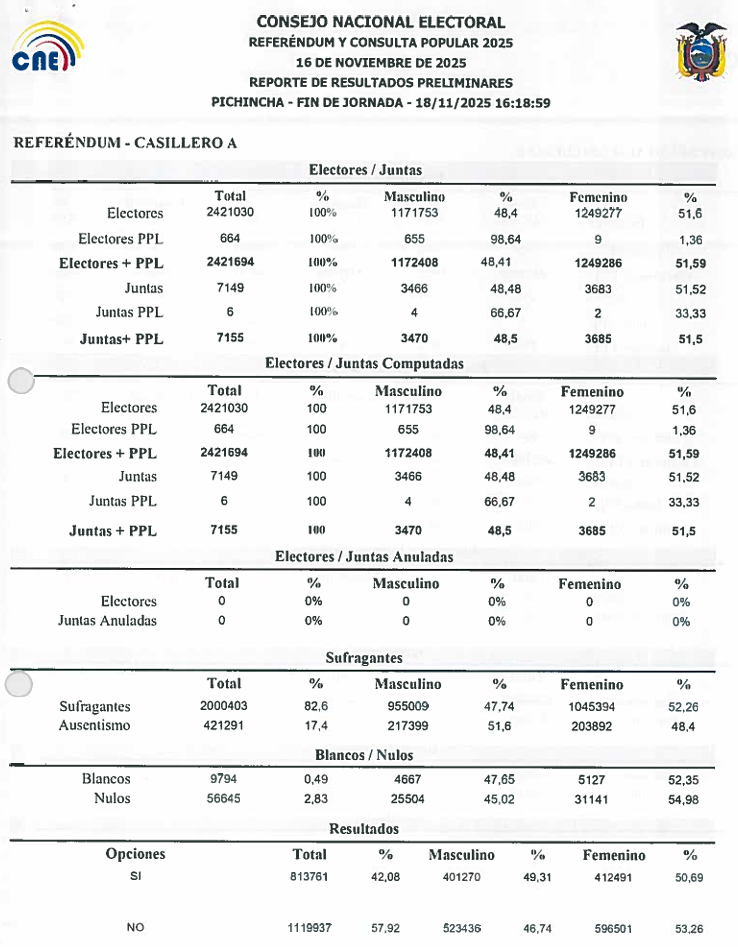 CNE
CONSEJO NACIONAL ELECTORAL
REFERÉNDUM Y CONSULTA POPULAR 2025
16 DE NOVIEMBRE DE 2025
REPORTE DE RESULTADOS PRELIMINARES
PICHINCHA - FIN DE JORNADA - 18/11/2025 16:18:59
REFERÉNDUM - CASILLERO A
Electores / Juntas
Total % Masculino % Femenino %
Electores 2421030 100% 1171753 48,4 1249277 51,6
Electores PPL 664 100% 655 98,64 9 1,36
Electores + PPL 2421694 100% 1172408 48,41 1249286 51,59
Juntas 7149 100% 3466 48,48 3683 51,52
Juntas PPL 6 100% 4 66,67 2 33,33
Juntas+ PPL 7155 100% 3470 48,5 3685 51,5
Electores / Juntas Computadas
Total % Masculino % Femenino %
Electores 2421030 100 1171753 48,4 1249277 51,6
Electores PPL 664 100 655 98,64 9 1,36
Electores + PPL 2421694 100 1172408 48,41 1249286 51,59
Juntas 7149 100 3466 48,48 3683 51,52
Juntas PPL 6 100 4 66,67 2 33,33
Juntas + PPL 7155 100 3470 48,5 3685 51,5
Electores / Juntas Anuladas
Total % Masculino % Femenino %
Electores 0 0% 0 0% 0 0%
Juntas Anuladas 0 0% 0 0% 0 0%
Sufragantes
Total % Masculino % Femenino %
Sufragantes 2000403 82,6 955009 47,74 1045394 52,26
Ausentismo 421291 17,4 217399 51,6 203892 48,4
Blancos / Nulos
Blancos 9794 0,49 4667 47,65 5127 52,35
Nulos 56645 2,83 25504 45,02 31141 54,98
Resultados
Opciones Total % Masculino % Femenino %
SI 813761 42,08 401270 49,31 412491 50,69
NO 1119937 57,92 523436 46,74 596501 53,26